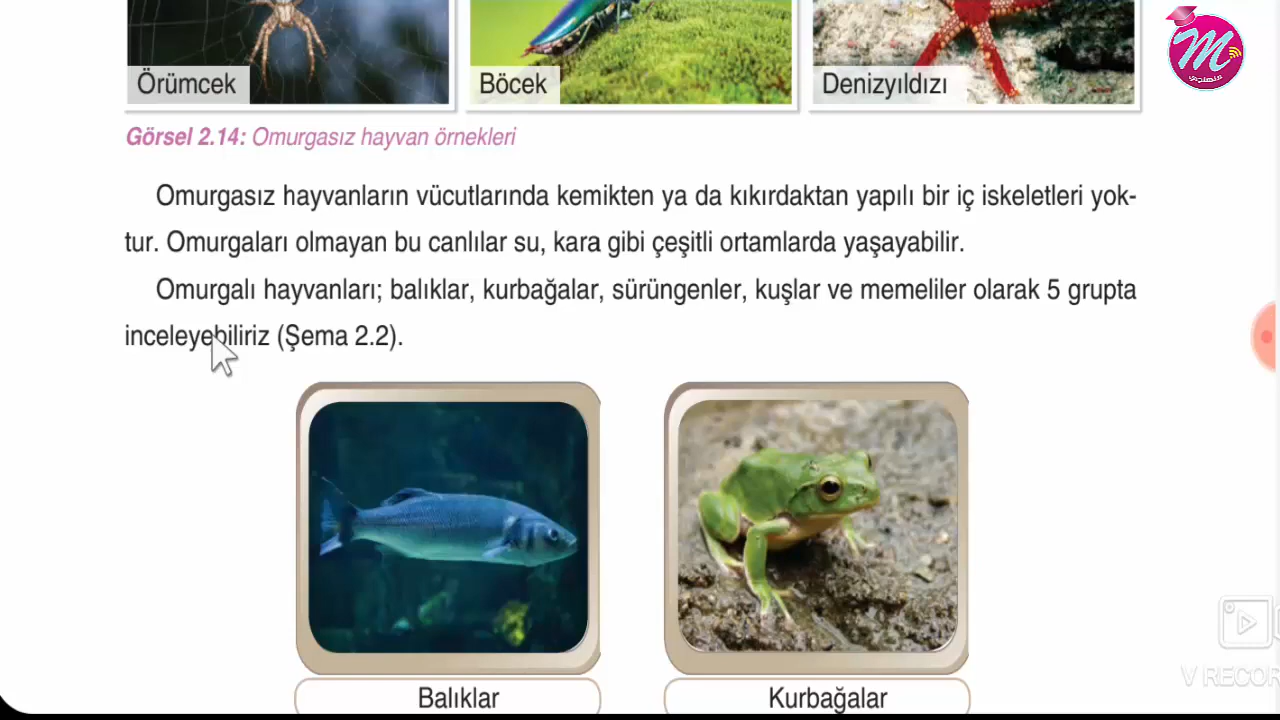 Örümcek
Böcek
Denizyıldızı
Görsel 2.14: Omurgasız hayvan örnekleri
Omurgasız hayvanların vücutlarında kemikten ya da kıkırdaktan yapılı bir iç iskeletleri yok-
tur. Omurgaları olmayan bu canlılar su, kara gibi çeşitli ortamlarda yaşayabilir.
Omurgalı hayvanları; balıklar, kurbağalar, sürüngenler, kuşlar ve memeliler olarak 5 grupta
inceleyebiliriz (Şema 2.2).
Balıklar
Kurbağalar
M
V RECOR